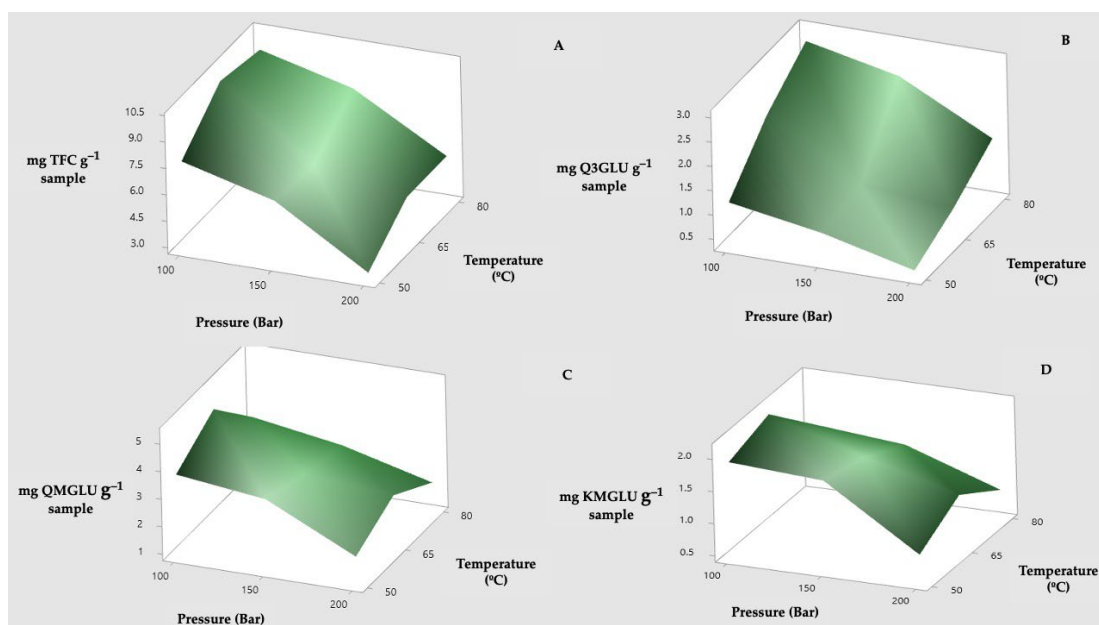 A
10.5
9.0
7.5
6.0
4.5
3.0
mg TFC g⁻¹
sample
100
150
200
Pressure (Bar)
50
65
80
Temperature
(ºC)
B
3.0
2.5
2.0
1.5
1.0
0.5
mg Q3GLU g⁻¹
sample
100
150
200
Pressure (Bar)
50
65
80
Temperature
(ºC)
C
5
4
3
2
1
mg QMGLU g⁻¹
sample
100
150
200
Pressure (Bar)
50
65
80
Temperature
(ºC)
D
2.0
1.5
1.0
0.5
mg KMGLU g⁻¹
sample
100
150
200
Pressure (Bar)
50
65
80
Temperature
(ºC)